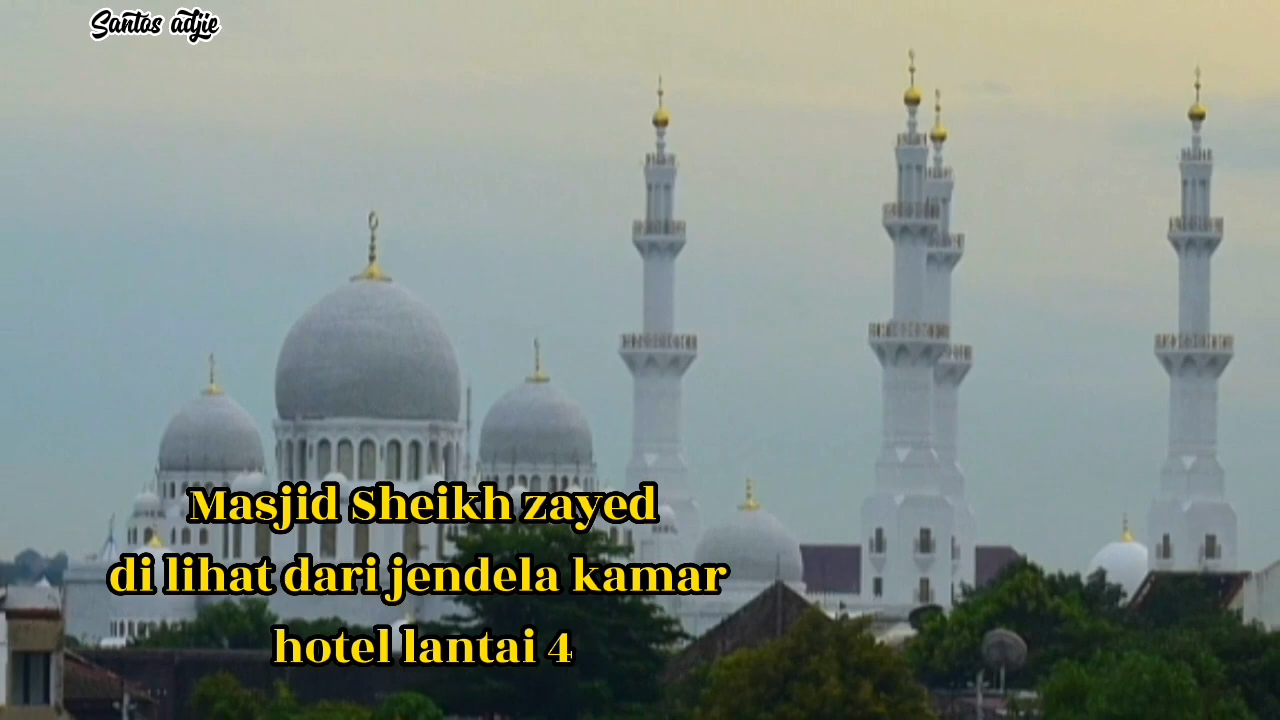 Santos adjie
Masjid Sheikh zayed
di lihat dari jendela kamar
hotel lantai 4